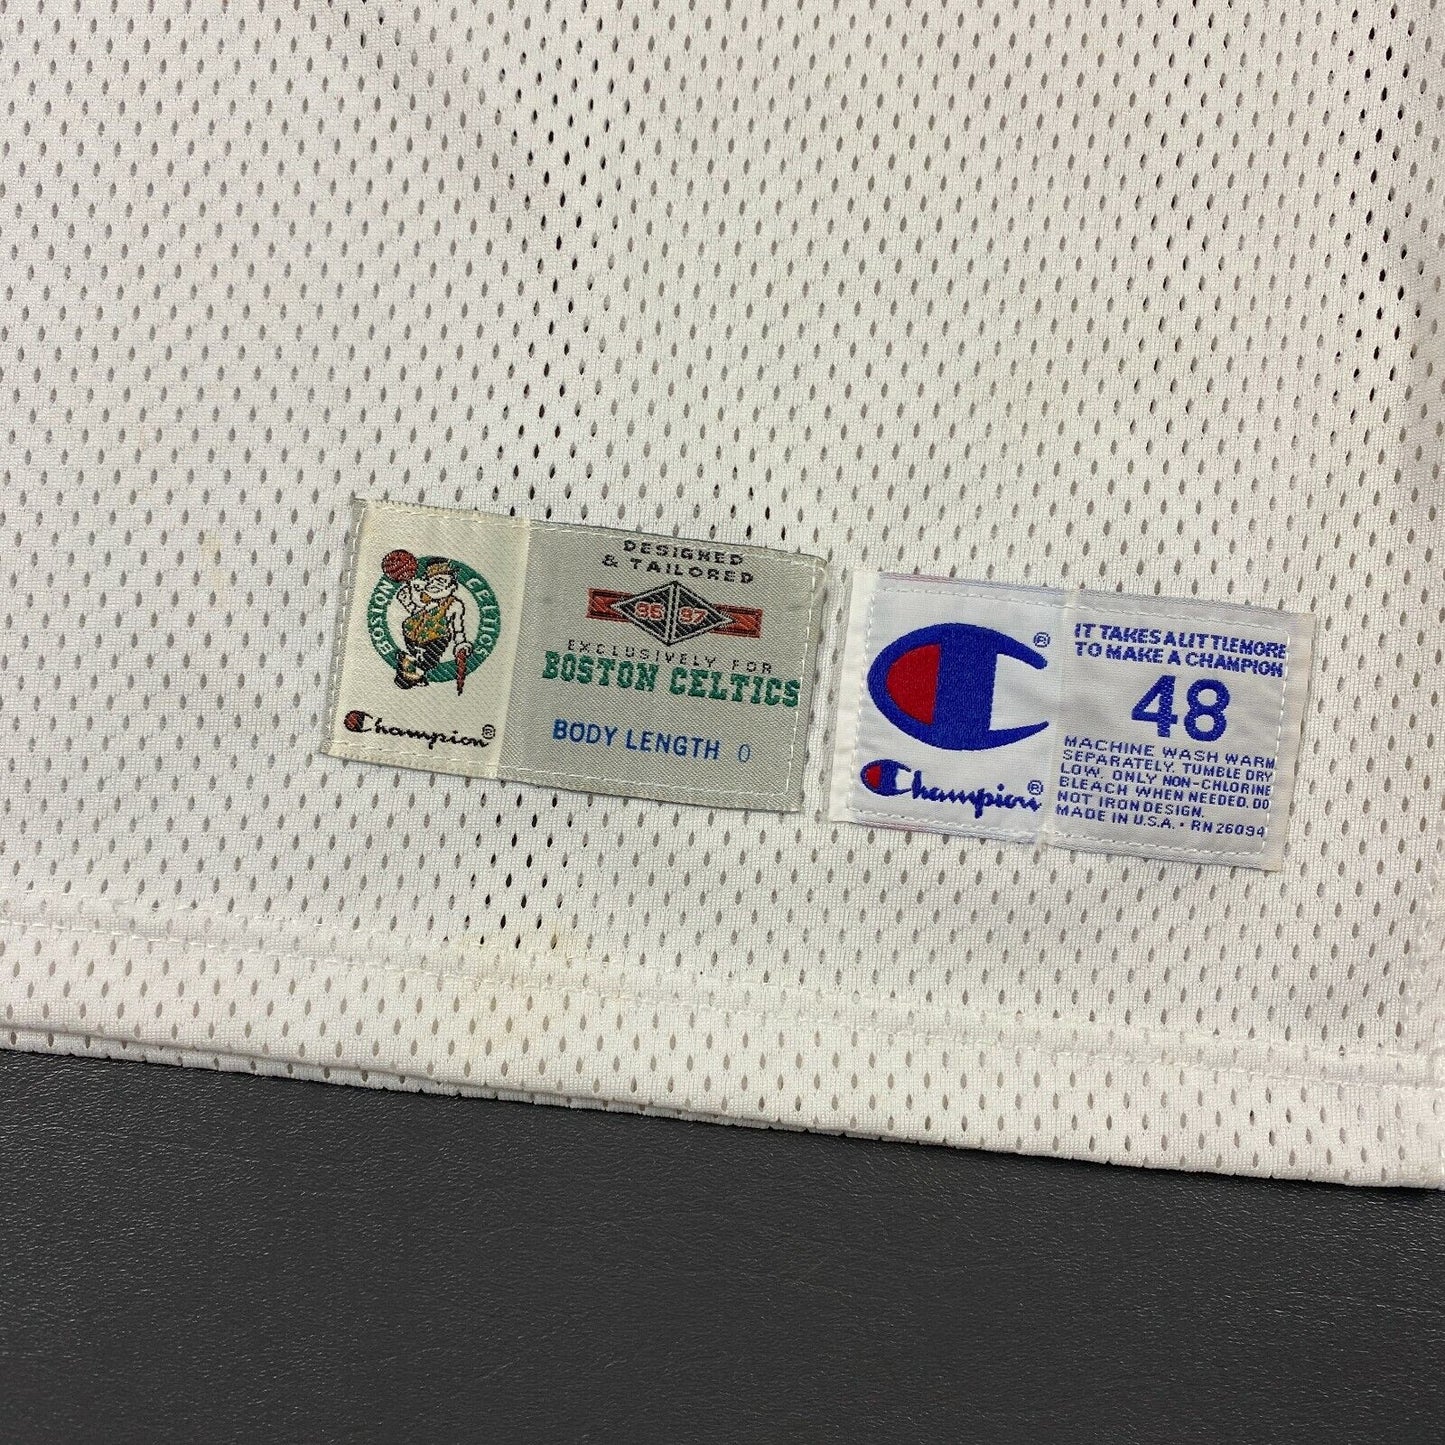 BOSTON CELTICS
Champion®
DESIGNED
& TAILORED
96 97
EXCLUSIVELY FOR
BOSTON CELTICS
BODY LENGTH 0
®
Champion®
IT TAKES A LITTLE MORE
TO MAKE A CHAMPION
48
MACHINE WASH WARM
SEPARATELY. TUMBLE DRY
LOW. ONLY NON-CHLORINE
BLEACH WHEN NEEDED. DO
NOT IRON DESIGN.
MADE IN U.S.A. • RN 26094